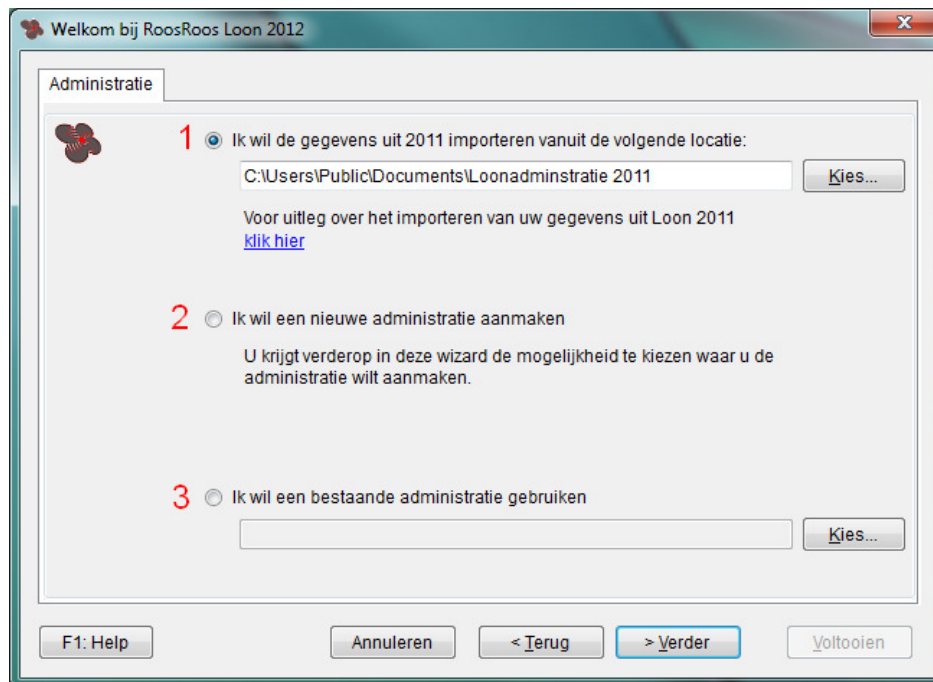 Welkom bij RoosRoos Loon 2012
Administratie
1 Ik wil de gegevens uit 2011 importeren vanuit de volgende locatie:
C:\Users\Public\Documents\Loonadminstratie 2011 Kies...
Voor uitleg over het importeren van uw gegevens uit Loon 2011
klik hier
2 Ik wil een nieuwe administratie aanmaken
U krijgt verderop in deze wizard de mogelijkheid te kiezen waar u de
administratie wilt aanmaken.
3 Ik wil een bestaande administratie gebruiken
Kies...
F1: Help Annuleren < Terug > Verder Voltooien